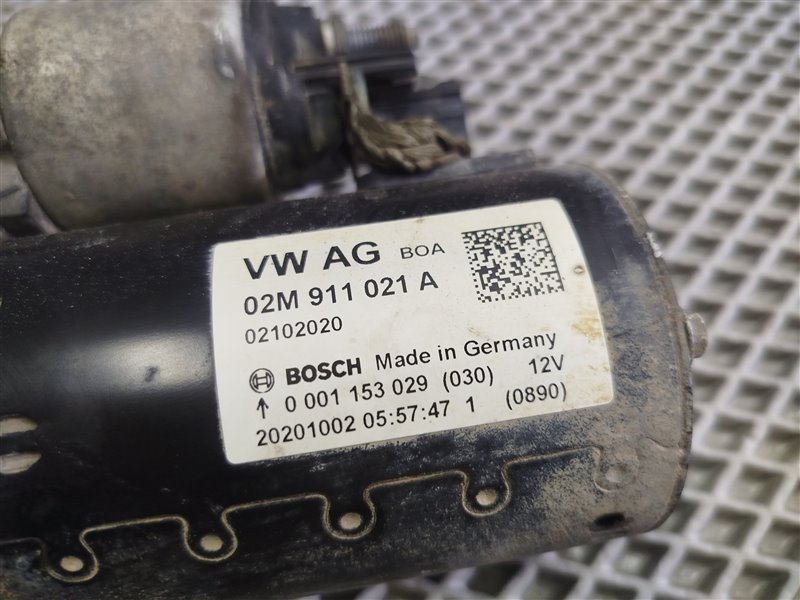 VW AG BOA
02M 911 021 A
02102020
BOSCH Made in Germany 12V
0 001 153 029 (030)
20201002 05:57:47 1 (0890)